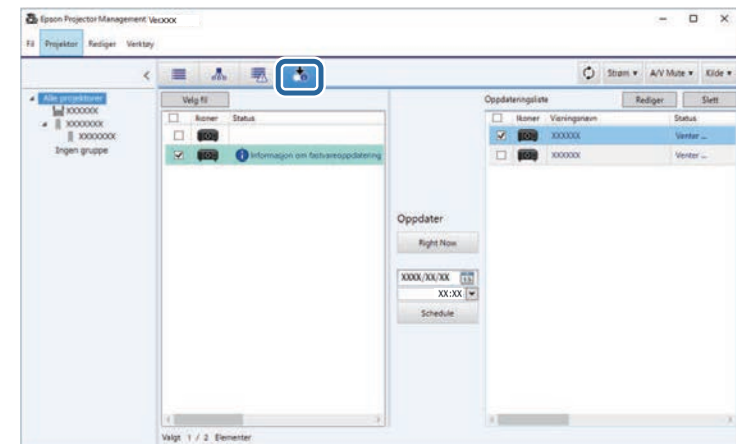 Epson Projector Management Ver.XXXX
Fil Projektor Rediger Verktøy
Strøm A/V Mute Kilde
Alle projektorer
XXXXXX
XXXXXXX
XXXXXXX
Ingen gruppe
Velg fil
Ikoner Status
Informasjon om fastvareoppdatering
Oppdater
Right Now
XXXX/XX/XX
XX:XX
Schedule
Oppdateringsliste Rediger Slett
Ikoner Visningsnavn Status
XXXXXX Venter ...
XXXXXX Venter ...
Valgt 1 / 2 Elementer